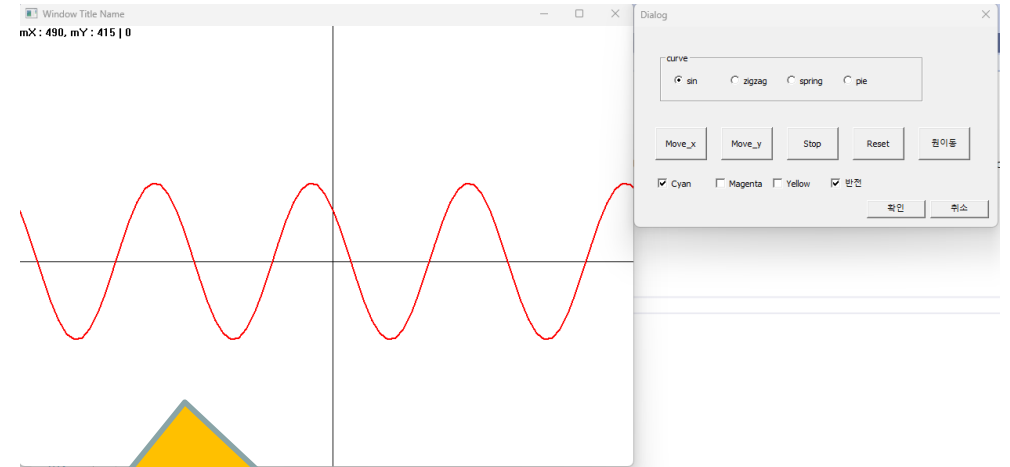 Window Title Name
mX : 490, mY : 415 | 0
Dialog
curve
sin zigzag spring pie
Move_x Move_y Stop Reset 원이동
Cyan Magenta Yellow 반전
확인 취소